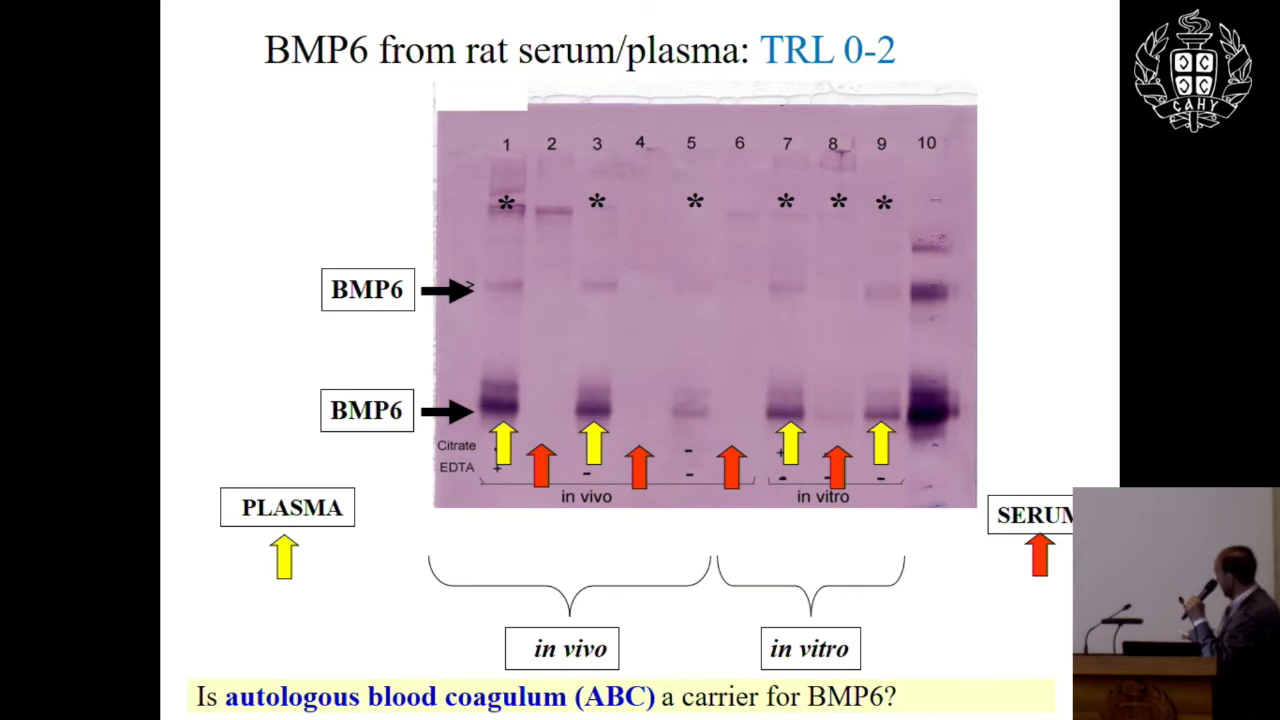 BMP6 from rat serum/plasma: TRL 0-2
САНУ
1 2 3 4 5 6 7 8 9 10
* * * * * *
BMP6
>
BMP6
Citrate - +
EDTA + - - - - -
in vivo in vitro
PLASMA
SERUM
in vivo
in vitro
Is autologous blood coagulum (ABC) a carrier for BMP6?